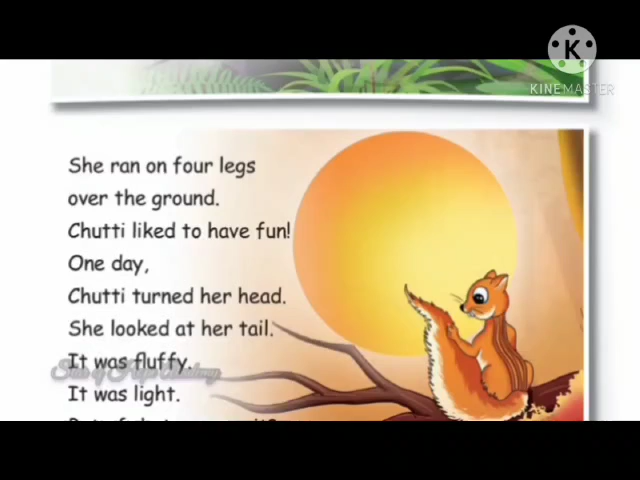 KINEMASTER
She ran on four legs
over the ground.
Chutti liked to have fun!
One day,
Chutti turned her head.
She looked at her tail.
It was fluffy.
It was light.